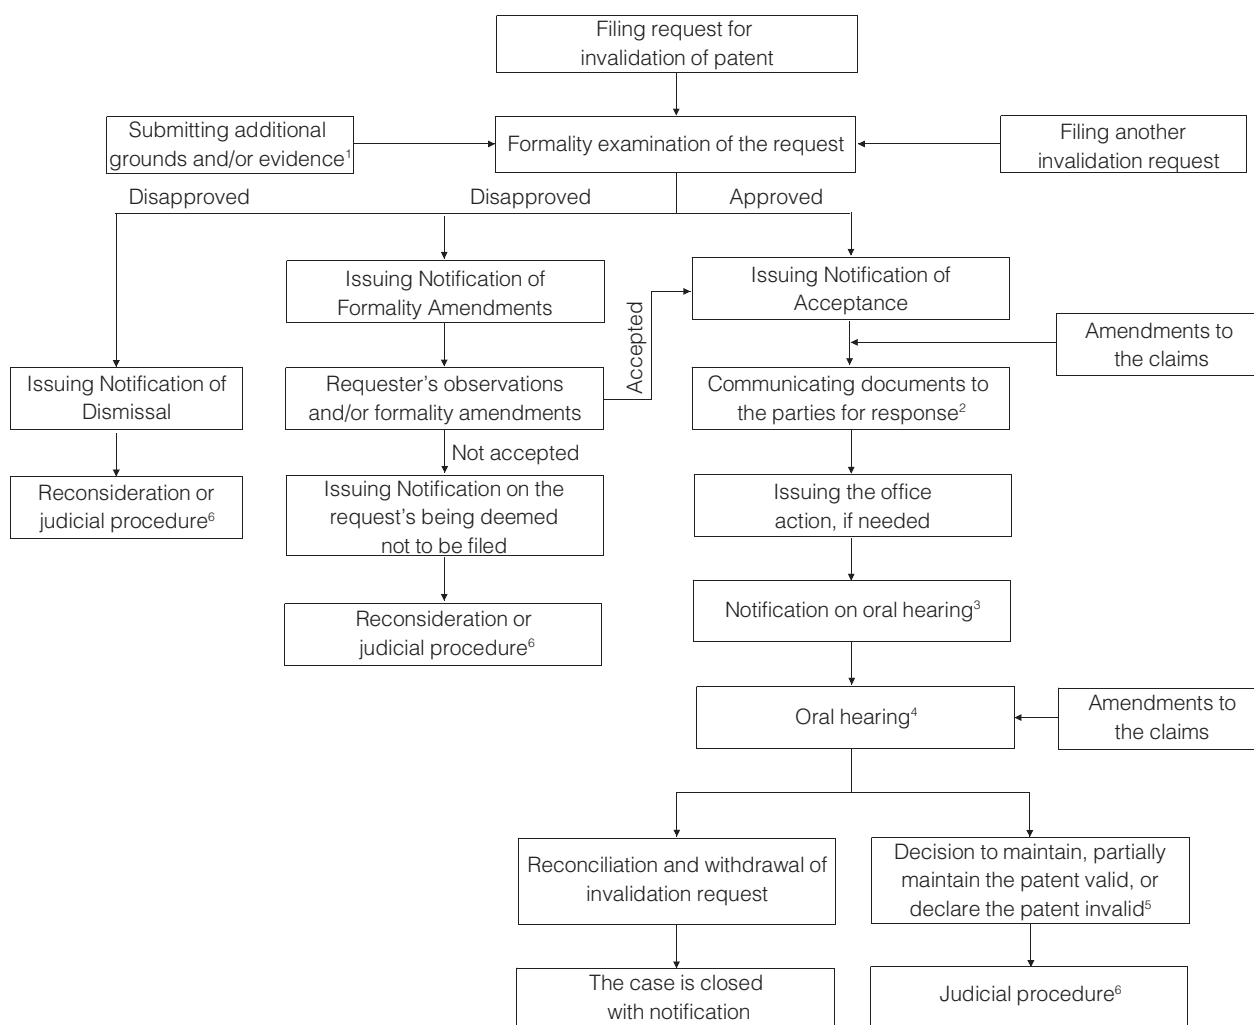 Filing request for
invalidation of patent
Submitting additional
grounds and/or evidence¹
Formality examination of the request
Filing another
invalidation request
Disapproved
Disapproved
Approved
Issuing Notification of
Formality Amendments
Issuing Notification of
Acceptance
Accepted
Amendments to
the claims
Issuing Notification of
Dismissal
Requester's observations
and/or formality amendments
Communicating documents to
the parties for response²
Not accepted
Reconsideration or
judicial procedure⁶
Issuing Notification on the
request's being deemed
not to be filed
Issuing the office
action, if needed
Reconsideration or
judicial procedure⁶
Notification on oral hearing³
Oral hearing⁴
Amendments to
the claims
Reconciliation and withdrawal of
invalidation request
Decision to maintain, partially
maintain the patent valid, or
declare the patent invalid⁵
The case is closed
with notification
Judicial procedure⁶